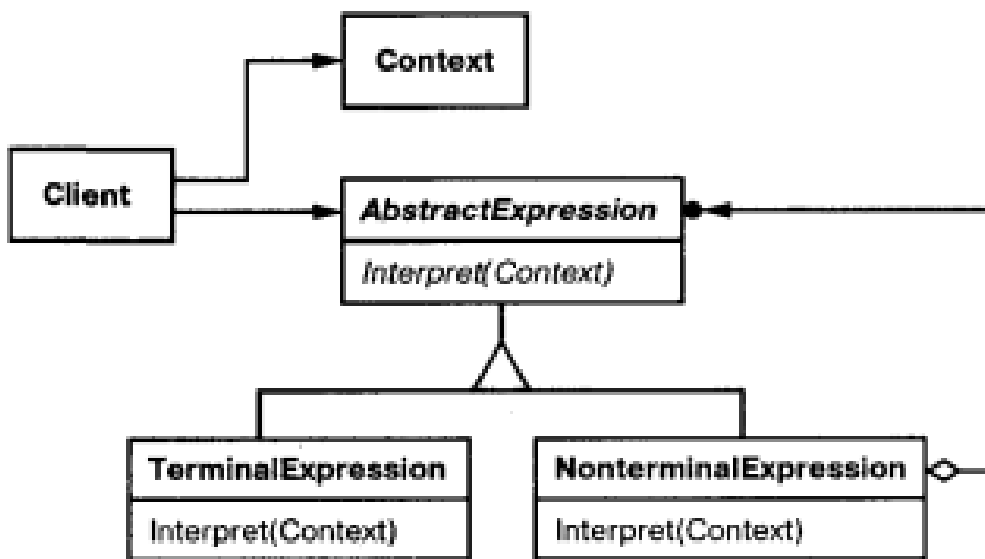 Context
Client
AbstractExpression
Interpret(Context)
TerminalExpression
Interpret(Context)
NonterminalExpression
Interpret(Context)